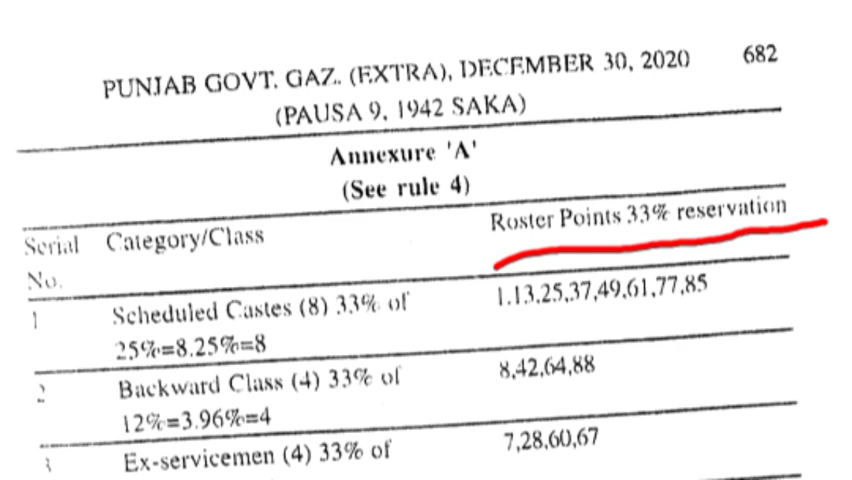 PUNJAB GOVT. GAZ. (EXTRA), DECEMBER 30, 2020 682
(PAUSA 9, 1942 SAKA)
Annexure 'A'
(See rule 4)
Serial Category/Class Roster Points 33% reservation
No.
1 Scheduled Castes (8) 33% of 1.13,25,37,49,61,77,85
25%=8.25%=8
2 Backward Class (4) 33% of 8,42,64,88
12%=3.96%=4
3 Ex-servicemen (4) 33% of 7,28,60,67